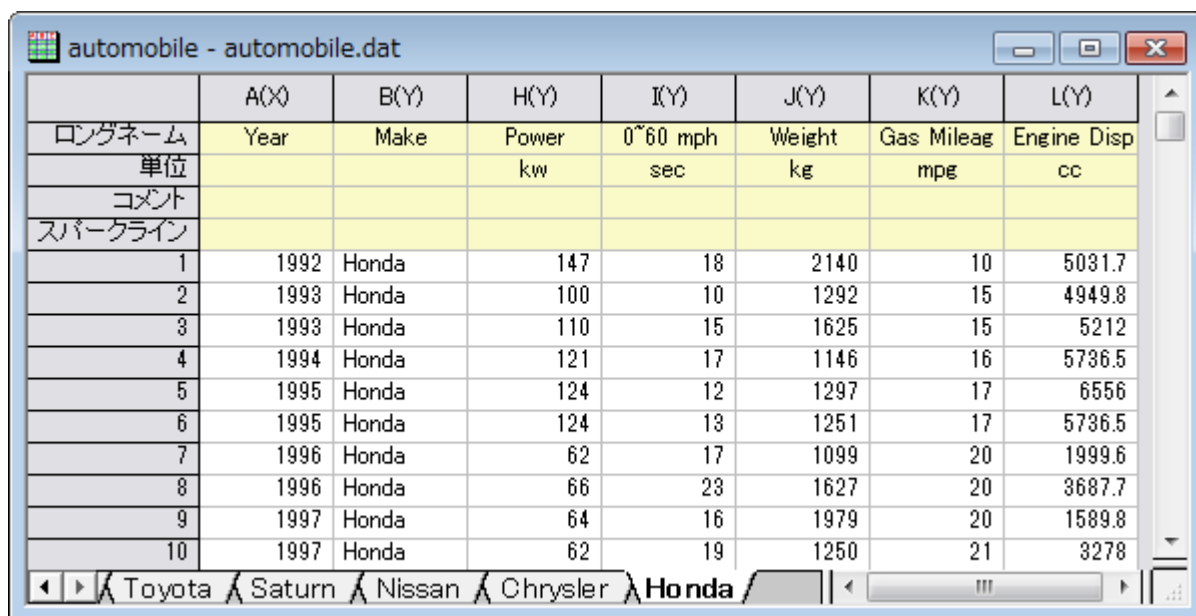 automobile - automobile.dat
A(X) B(Y) H(Y) I(Y) J(Y) K(Y) L(Y)
ロングネーム Year Make Power 0~60 mph Weight Gas Mileag Engine Disp
単位 kw sec kg mpg cc
コメント
スパークライン
1 1992 Honda 147 18 2140 10 5031.7
2 1993 Honda 100 10 1292 15 4949.8
3 1993 Honda 110 15 1625 15 5212
4 1994 Honda 121 17 1146 16 5736.5
5 1995 Honda 124 12 1297 17 6556
6 1995 Honda 124 13 1251 17 5736.5
7 1996 Honda 62 17 1099 20 1999.6
8 1996 Honda 66 23 1627 20 3687.7
9 1997 Honda 64 16 1979 20 1589.8
10 1997 Honda 62 19 1250 21 3278
Toyota Saturn Nissan Chrysler Honda